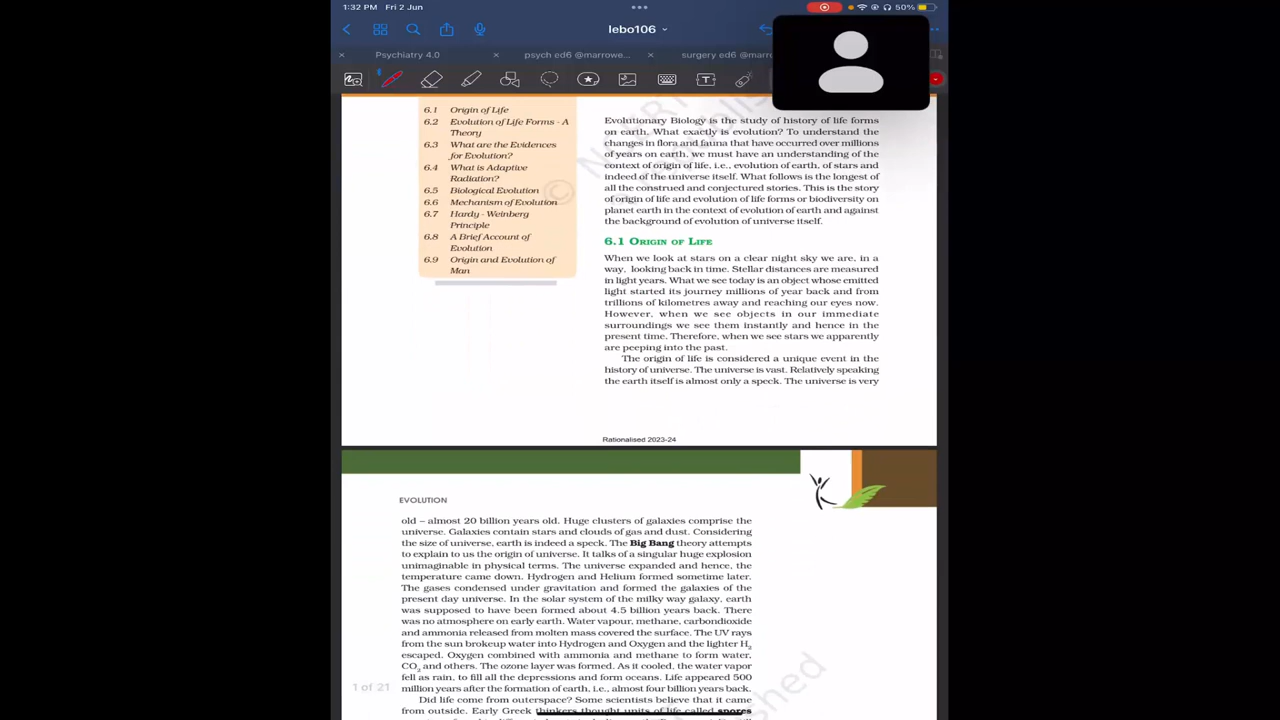 1:32 PM Fri 2 Jun
50%
lebo106
Psychiatry 4.0
psych ed6 @marrowe...
surgery ed6 @marro
6.1 Origin of Life
6.2 Evolution of Life Forms - A
Theory
6.3 What are the Evidences
for Evolution?
6.4 What is Adaptive
Radiation?
6.5 Biological Evolution
6.6 Mechanism of Evolution
6.7 Hardy - Weinberg
Principle
6.8 A Brief Account of
Evolution
6.9 Origin and Evolution of
Man
Evolutionary Biology is the study of history of life forms
on earth. What exactly is evolution? To understand the
changes in flora and fauna that have occurred over millions
of years on earth, we must have an understanding of the
context of origin of life, i.e., evolution of earth, of stars and
indeed of the universe itself. What follows is the longest of
all the construed and conjectured stories. This is the story
of origin of life and evolution of life forms or biodiversity on
planet earth in the context of evolution of earth and against
the background of evolution of universe itself.
6.1 ORIGIN OF LIFE
When we look at stars on a clear night sky we are, in a
way, looking back in time. Stellar distances are measured
in light years. What we see today is an object whose emitted
light started its journey millions of year back and from
trillions of kilometres away and reaching our eyes now.
However, when we see objects in our immediate
surroundings we see them instantly and hence in the
present time. Therefore, when we see stars we apparently
are peeping into the past.
The origin of life is considered a unique event in the
history of universe. The universe is vast. Relatively speaking
the earth itself is almost only a speck. The universe is very
Rationalised 2023-24
EVOLUTION
old – almost 20 billion years old. Huge clusters of galaxies comprise the
universe. Galaxies contain stars and clouds of gas and dust. Considering
the size of universe, earth is indeed a speck. The Big Bang theory attempts
to explain to us the origin of universe. It talks of a singular huge explosion
unimaginable in physical terms. The universe expanded and hence, the
temperature came down. Hydrogen and Helium formed sometime later.
The gases condensed under gravitation and formed the galaxies of the
present day universe. In the solar system of the milky way galaxy, earth
was supposed to have been formed about 4.5 billion years back. There
was no atmosphere on early earth. Water vapour, methane, carbondioxide
and ammonia released from molten mass covered the surface. The UV rays
from the sun brokeup water into Hydrogen and Oxygen and the lighter H2
escaped. Oxygen combined with ammonia and methane to form water,
CO2 and others. The ozone layer was formed. As it cooled, the water vapor
fell as rain, to fill all the depressions and form oceans. Life appeared 500
million years after the formation of earth, i.e., almost four billion years back.
Did life come from outerspace? Some scientists believe that it came
from outside. Early Greek thinkers thought units of life called spores
1 of 21